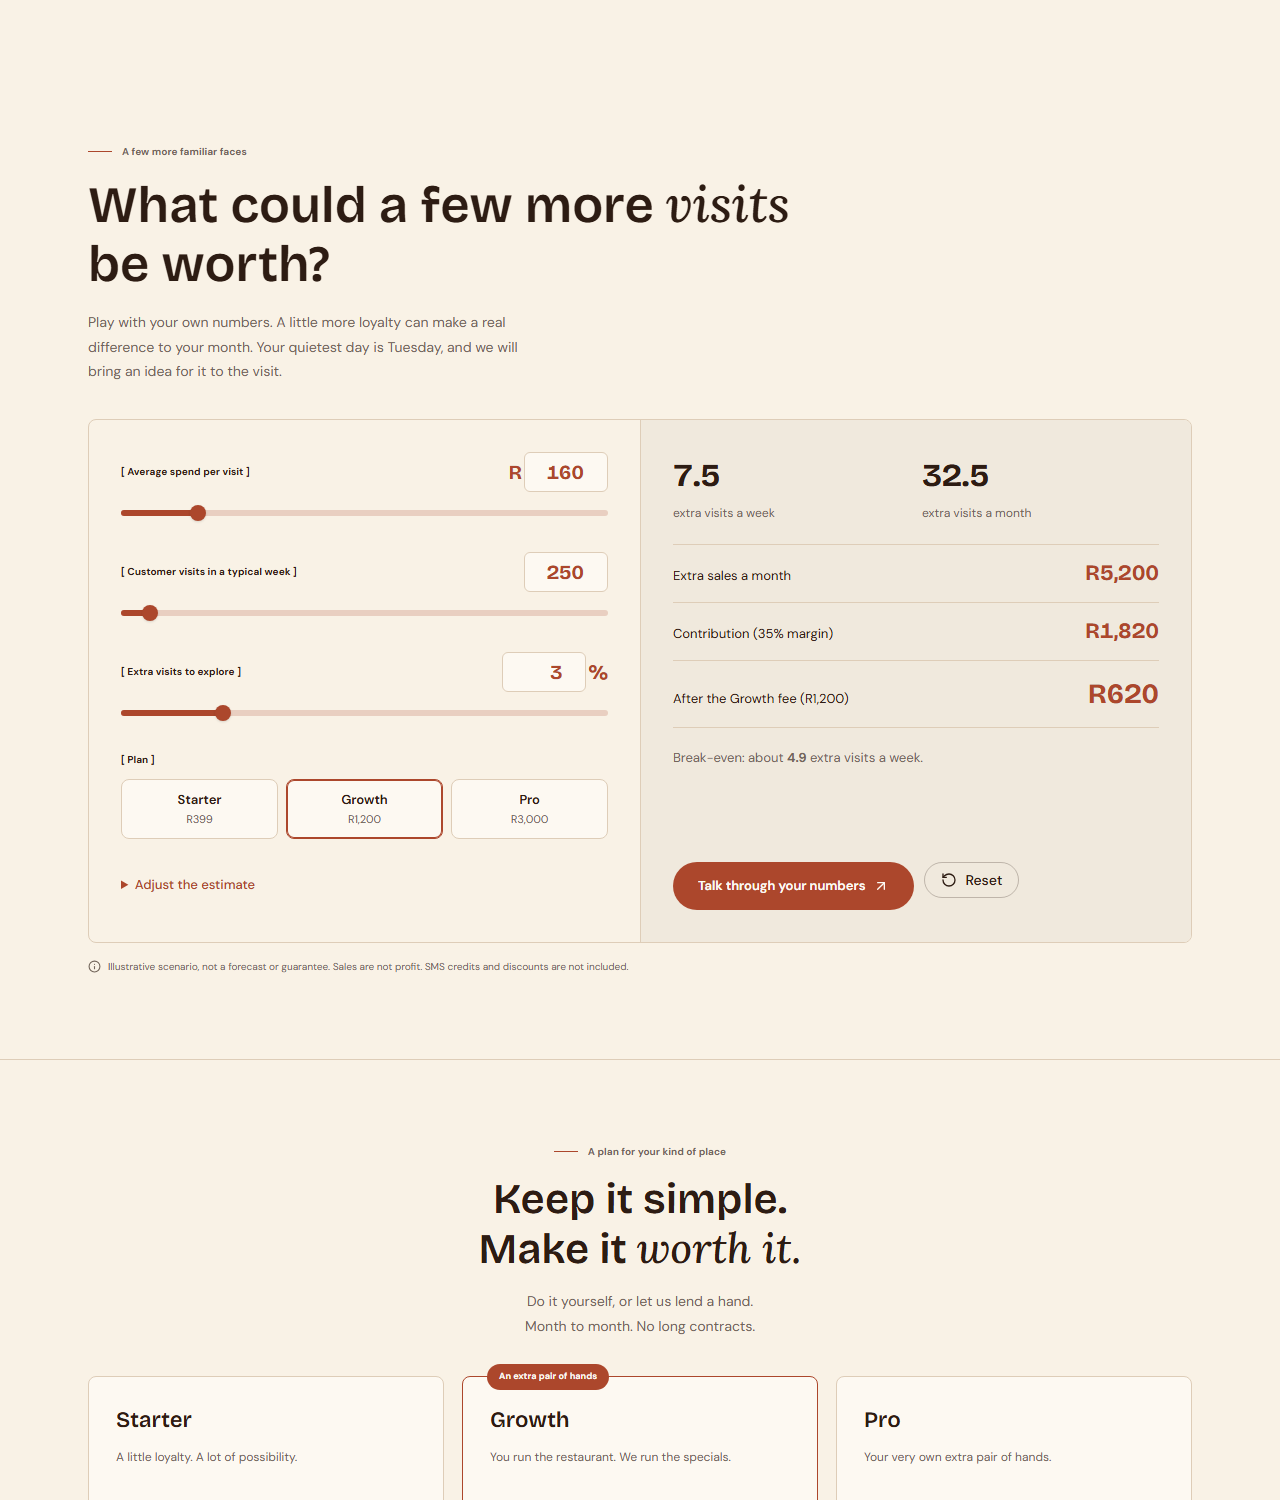 A few more familiar faces
What could a few more visits
be worth?
Play with your own numbers. A little more loyalty can make a real
difference to your month. Your quietest day is Tuesday, and we will
bring an idea for it to the visit.
[ Average spend per visit ]
R 160
[ Customer visits in a typical week ]
250
[ Extra visits to explore ]
3 %
[ Plan ]
Starter
R399
Growth
R1,200
Pro
R3,000
Adjust the estimate
7.5
extra visits a week
32.5
extra visits a month
Extra sales a month
R5,200
Contribution (35% margin)
R1,820
After the Growth fee (R1,200)
R620
Break-even: about 4.9 extra visits a week.
Talk through your numbers
Reset
Illustrative scenario, not a forecast or guarantee. Sales are not profit. SMS credits and discounts are not included.
A plan for your kind of place
Keep it simple.
Make it worth it.
Do it yourself, or let us lend a hand.
Month to month. No long contracts.
Starter
A little loyalty. A lot of possibility.
An extra pair of hands
Growth
You run the restaurant. We run the specials.
Pro
Your very own extra pair of hands.